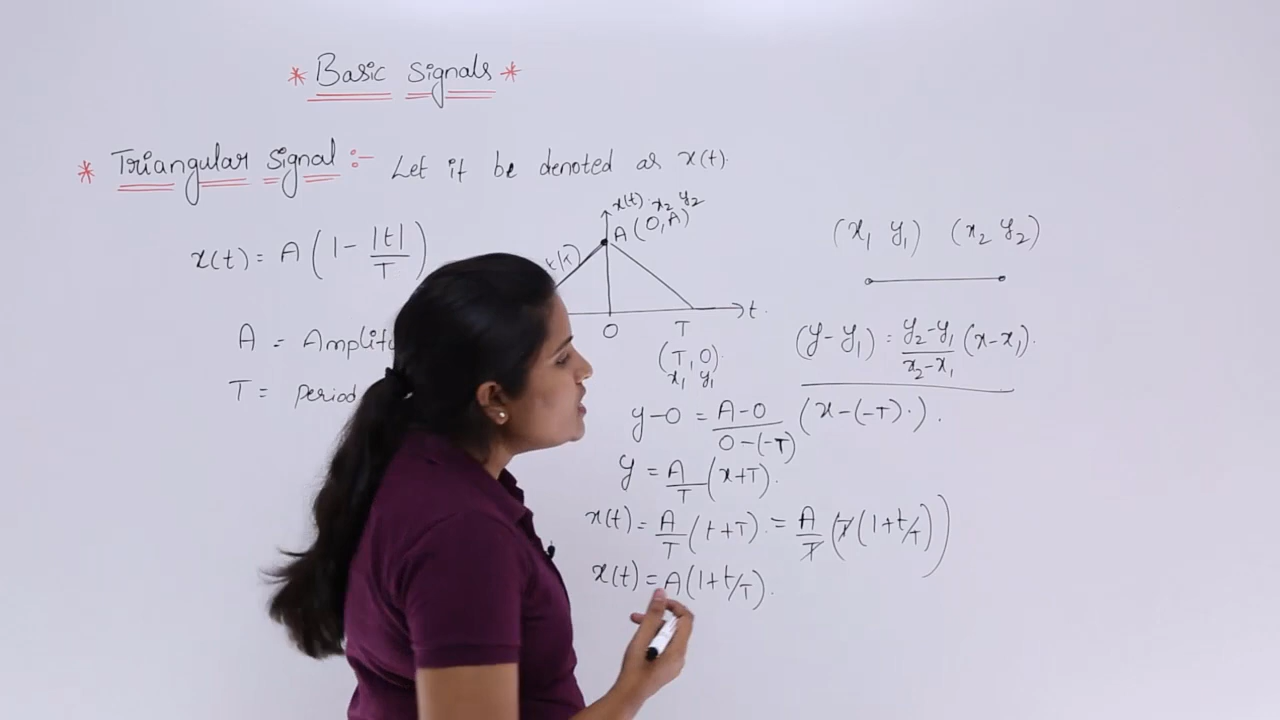 * Basic Signals *
* Triangular Signal :- Let it be denoted as x(t).
x(t) = A (1 - |t|/T)
A =
T = period
x(t) x₂ y₂
A (0, A)
0 T t
(T, 0)
x₁ y₁
(x₁ y₁) (x₂ y₂)
(y-y₁) = y₂-y₁/x₂-x₁ (x-x₁).
y-0 = A-0/0-(-T) (x-(-T)).
y = A/T (x+T).
x(t) = A/T (t+T) = A/T (T(1+t/T))
x(t) = A(1+t/T).